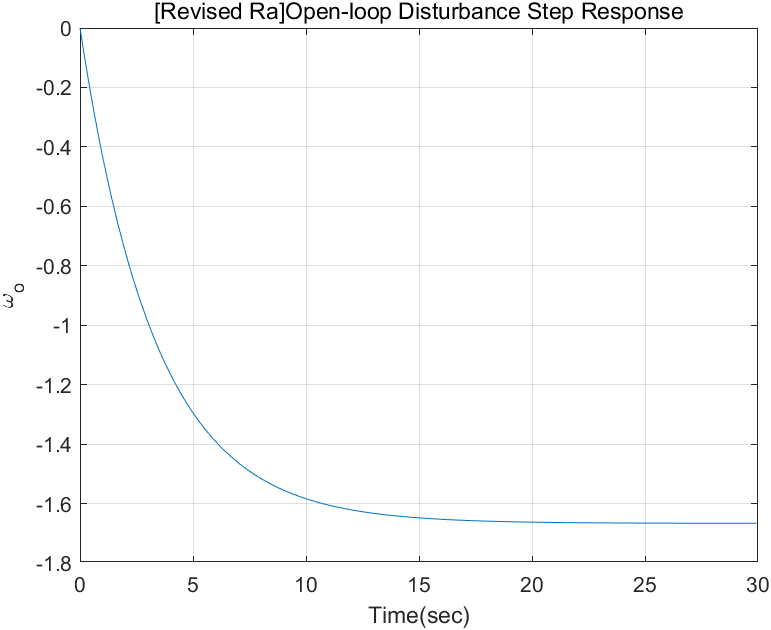 [Revised Ra]Open-loop Disturbance Step Response
0
-0.2
-0.4
-0.6
-0.8
-1
-1.2
-1.4
-1.6
-1.8
ω_o
0 5 10 15 20 25 30
Time(sec)